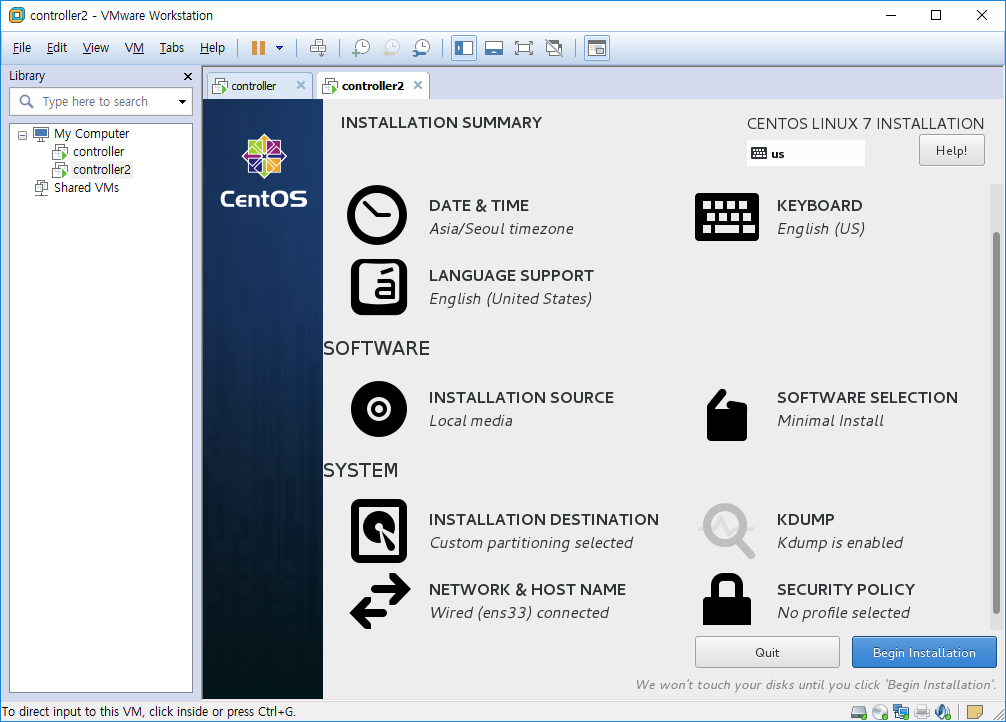 controller2 - VMware Workstation
File Edit View VM Tabs Help
Library
Type here to search
My Computer
controller
controller2
Shared VMs
controller
controller2
CentOS
INSTALLATION SUMMARY
CENTOS LINUX 7 INSTALLATION
us
Help!
DATE & TIME
Asia/Seoul timezone
KEYBOARD
English (US)
á
LANGUAGE SUPPORT
English (United States)
SOFTWARE
INSTALLATION SOURCE
Local media
SOFTWARE SELECTION
Minimal Install
SYSTEM
INSTALLATION DESTINATION
Custom partitioning selected
KDUMP
Kdump is enabled
NETWORK & HOST NAME
Wired (ens33) connected
SECURITY POLICY
No profile selected
Quit
Begin Installation
We won't touch your disks until you click 'Begin Installation'.
To direct input to this VM, click inside or press Ctrl+G.